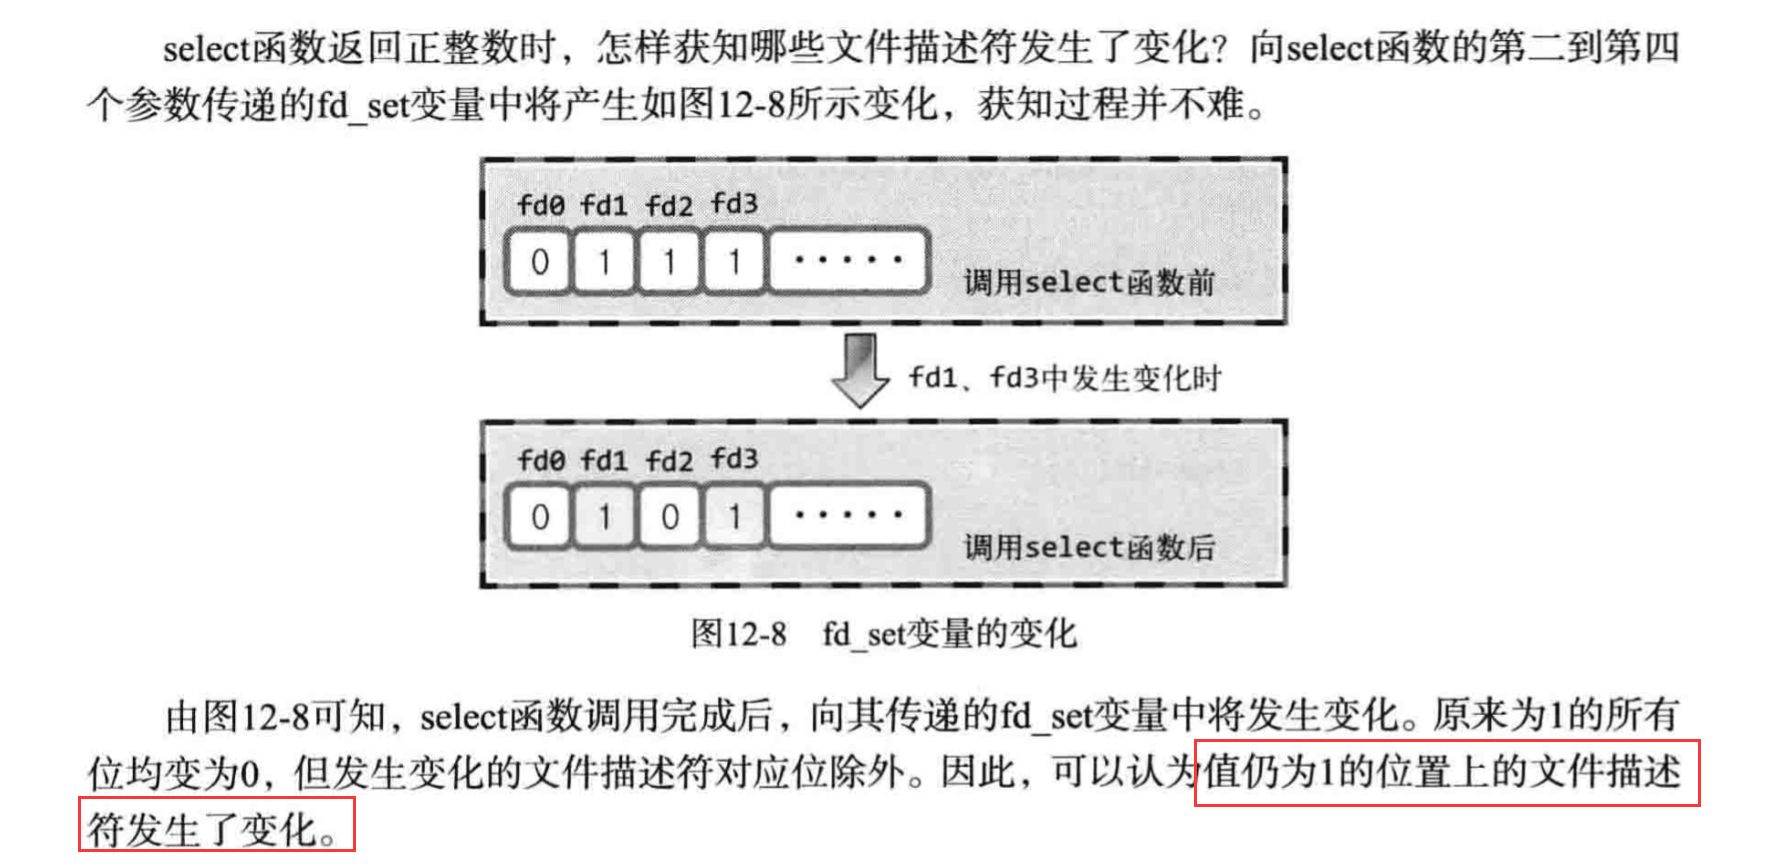 select函数返回正整数时，怎样获知哪些文件描述符发生了变化？向select函数的第二到第四
个参数传递的fd_set变量中将产生如图12-8所示变化，获知过程并不难。
fd0 fd1 fd2 fd3
0 1 1 1 ·····
调用select函数前
fd1、fd3中发生变化时
fd0 fd1 fd2 fd3
0 1 0 1 ·····
调用select函数后
图12-8 fd_set变量的变化
由图12-8可知，select函数调用完成后，向其传递的fd_set变量中将发生变化。原来为1的所有
位均变为0，但发生变化的文件描述符对应位除外。因此，可以认为值仍为1的位置上的文件描述
符发生了变化。